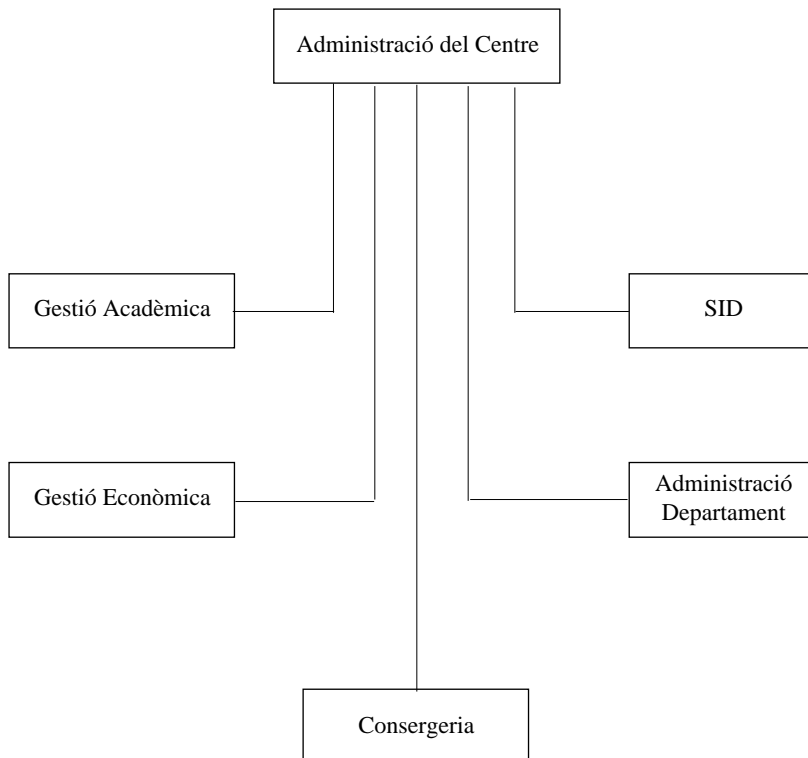 Administració del Centre
Gestió Acadèmica
SID
Gestió Econòmica
Administració
Departament
Consergeria